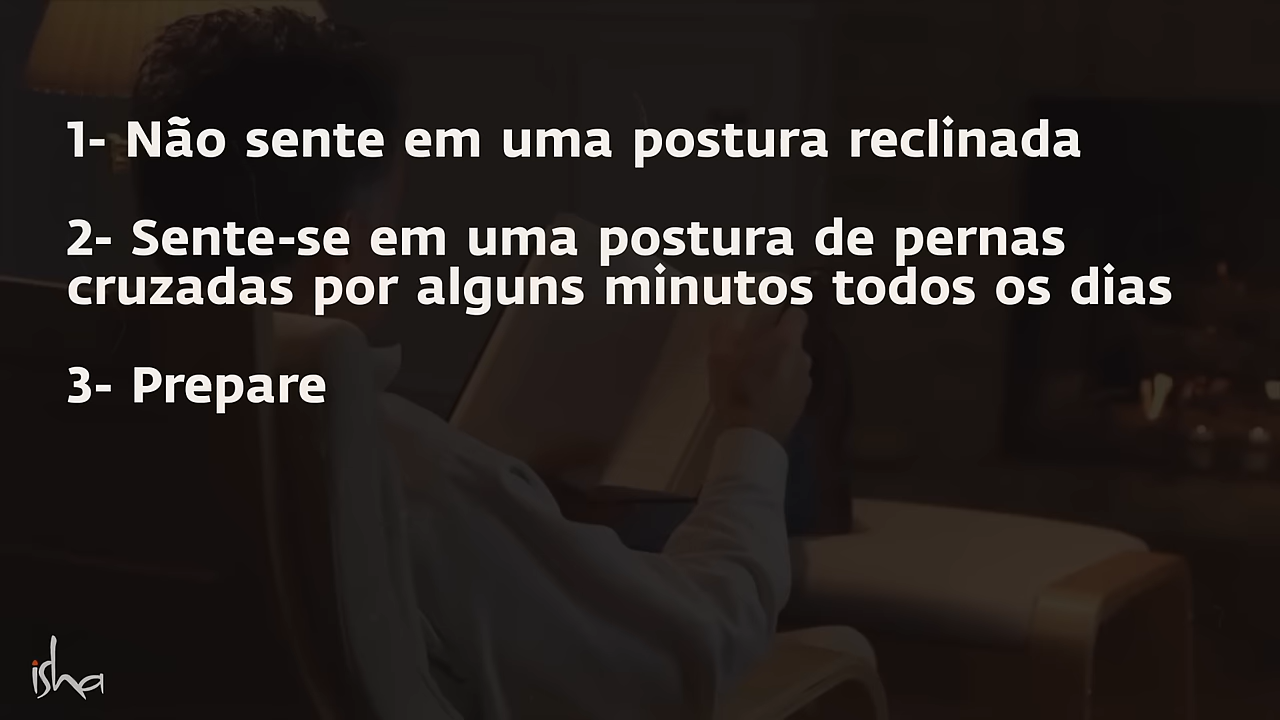 1- Não sente em uma postura reclinada
2- Sente-se em uma postura de pernas
cruzadas por alguns minutos todos os dias
3- Prepare
isha